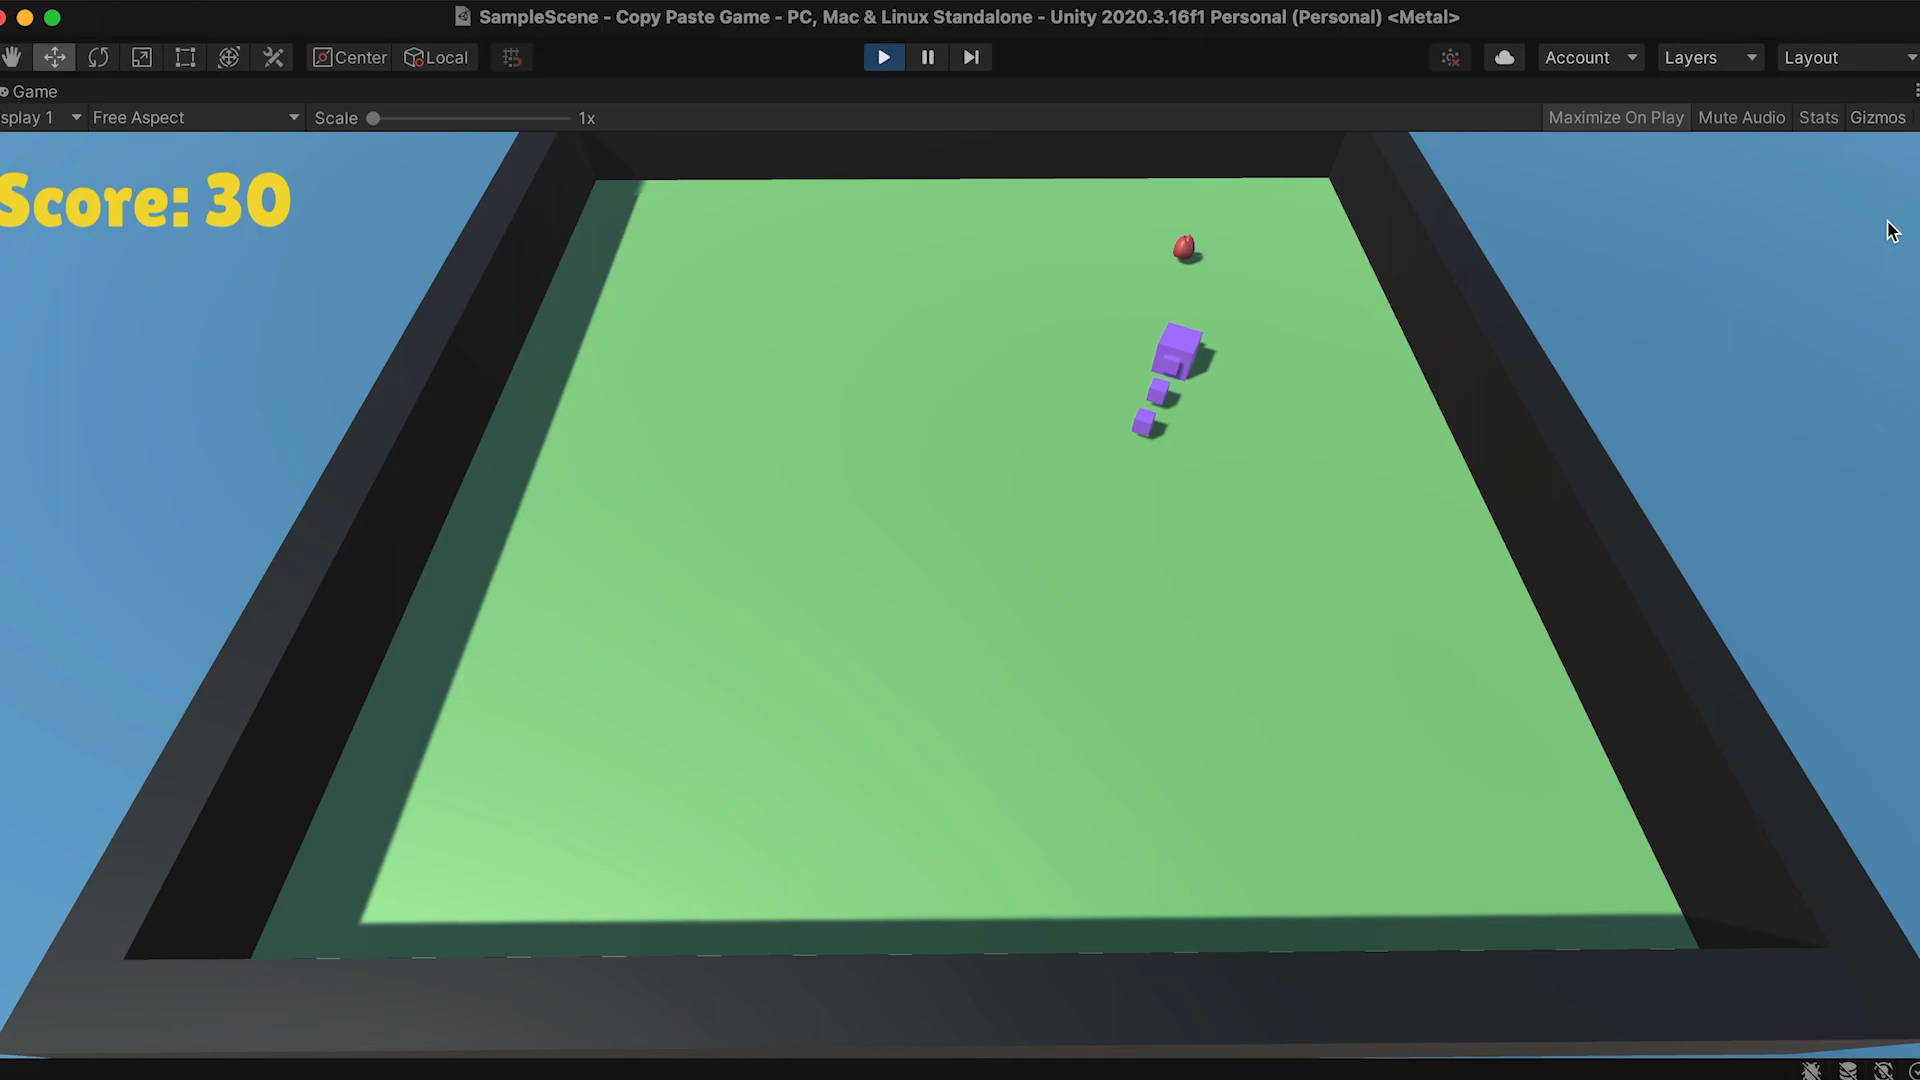 SampleScene - Copy Paste Game - PC, Mac & Linux Standalone - Unity 2020.3.16f1 Personal (Personal) <Metal>
Center Local Account Layers Layout
Game
splay 1 Free Aspect Scale 1x Maximize On Play Mute Audio Stats Gizmos
Score: 30